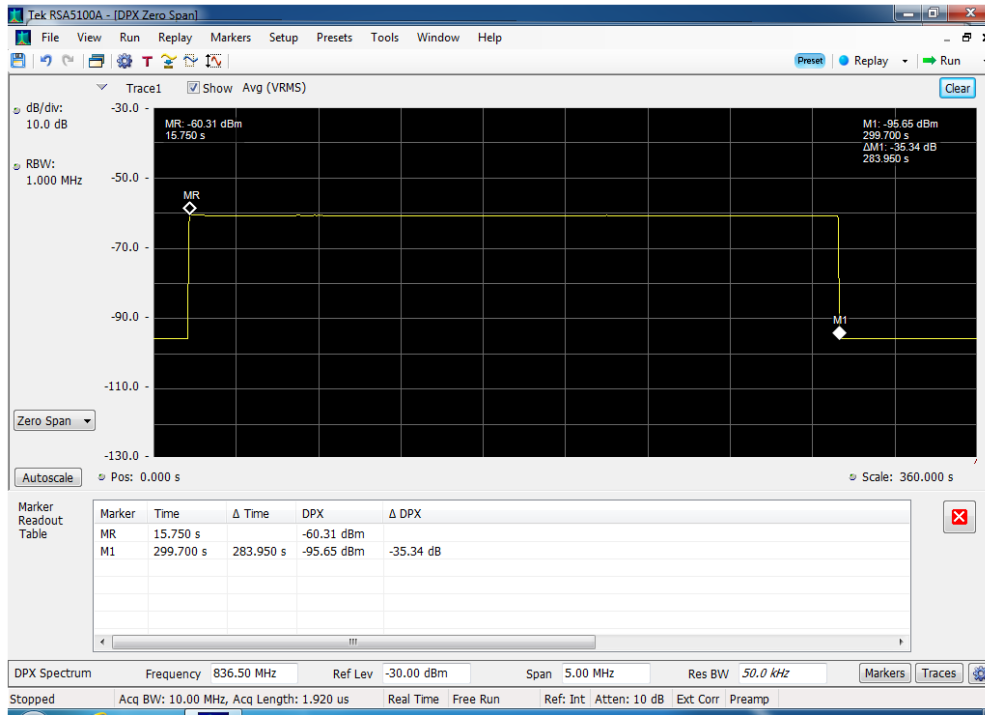 Tek RSA5100A - [DPX Zero Span]
File View Run Replay Markers Setup Presets Tools Window Help
T Preset Replay Run
Trace1 Show Avg (VRMS) Clear
dB/div:
10.0 dB
RBW:
1.000 MHz
-30.0 -
-50.0 -
-70.0 -
-90.0 -
-110.0 -
-130.0 -
MR: -60.31 dBm
15.750 s
M1: -95.65 dBm
299.700 s
ΔM1: -35.34 dB
283.950 s
MR
M1
Zero Span
Autoscale Pos: 0.000 s Scale: 360.000 s
Marker
Readout
Table
Marker Time Δ Time DPX Δ DPX
MR 15.750 s -60.31 dBm
M1 299.700 s 283.950 s -95.65 dBm -35.34 dB
DPX Spectrum Frequency 836.50 MHz Ref Lev -30.00 dBm Span 5.00 MHz Res BW 50.0 kHz Markers Traces
Stopped Acq BW: 10.00 MHz, Acq Length: 1.920 us Real Time Free Run Ref: Int Atten: 10 dB Ext Corr Preamp